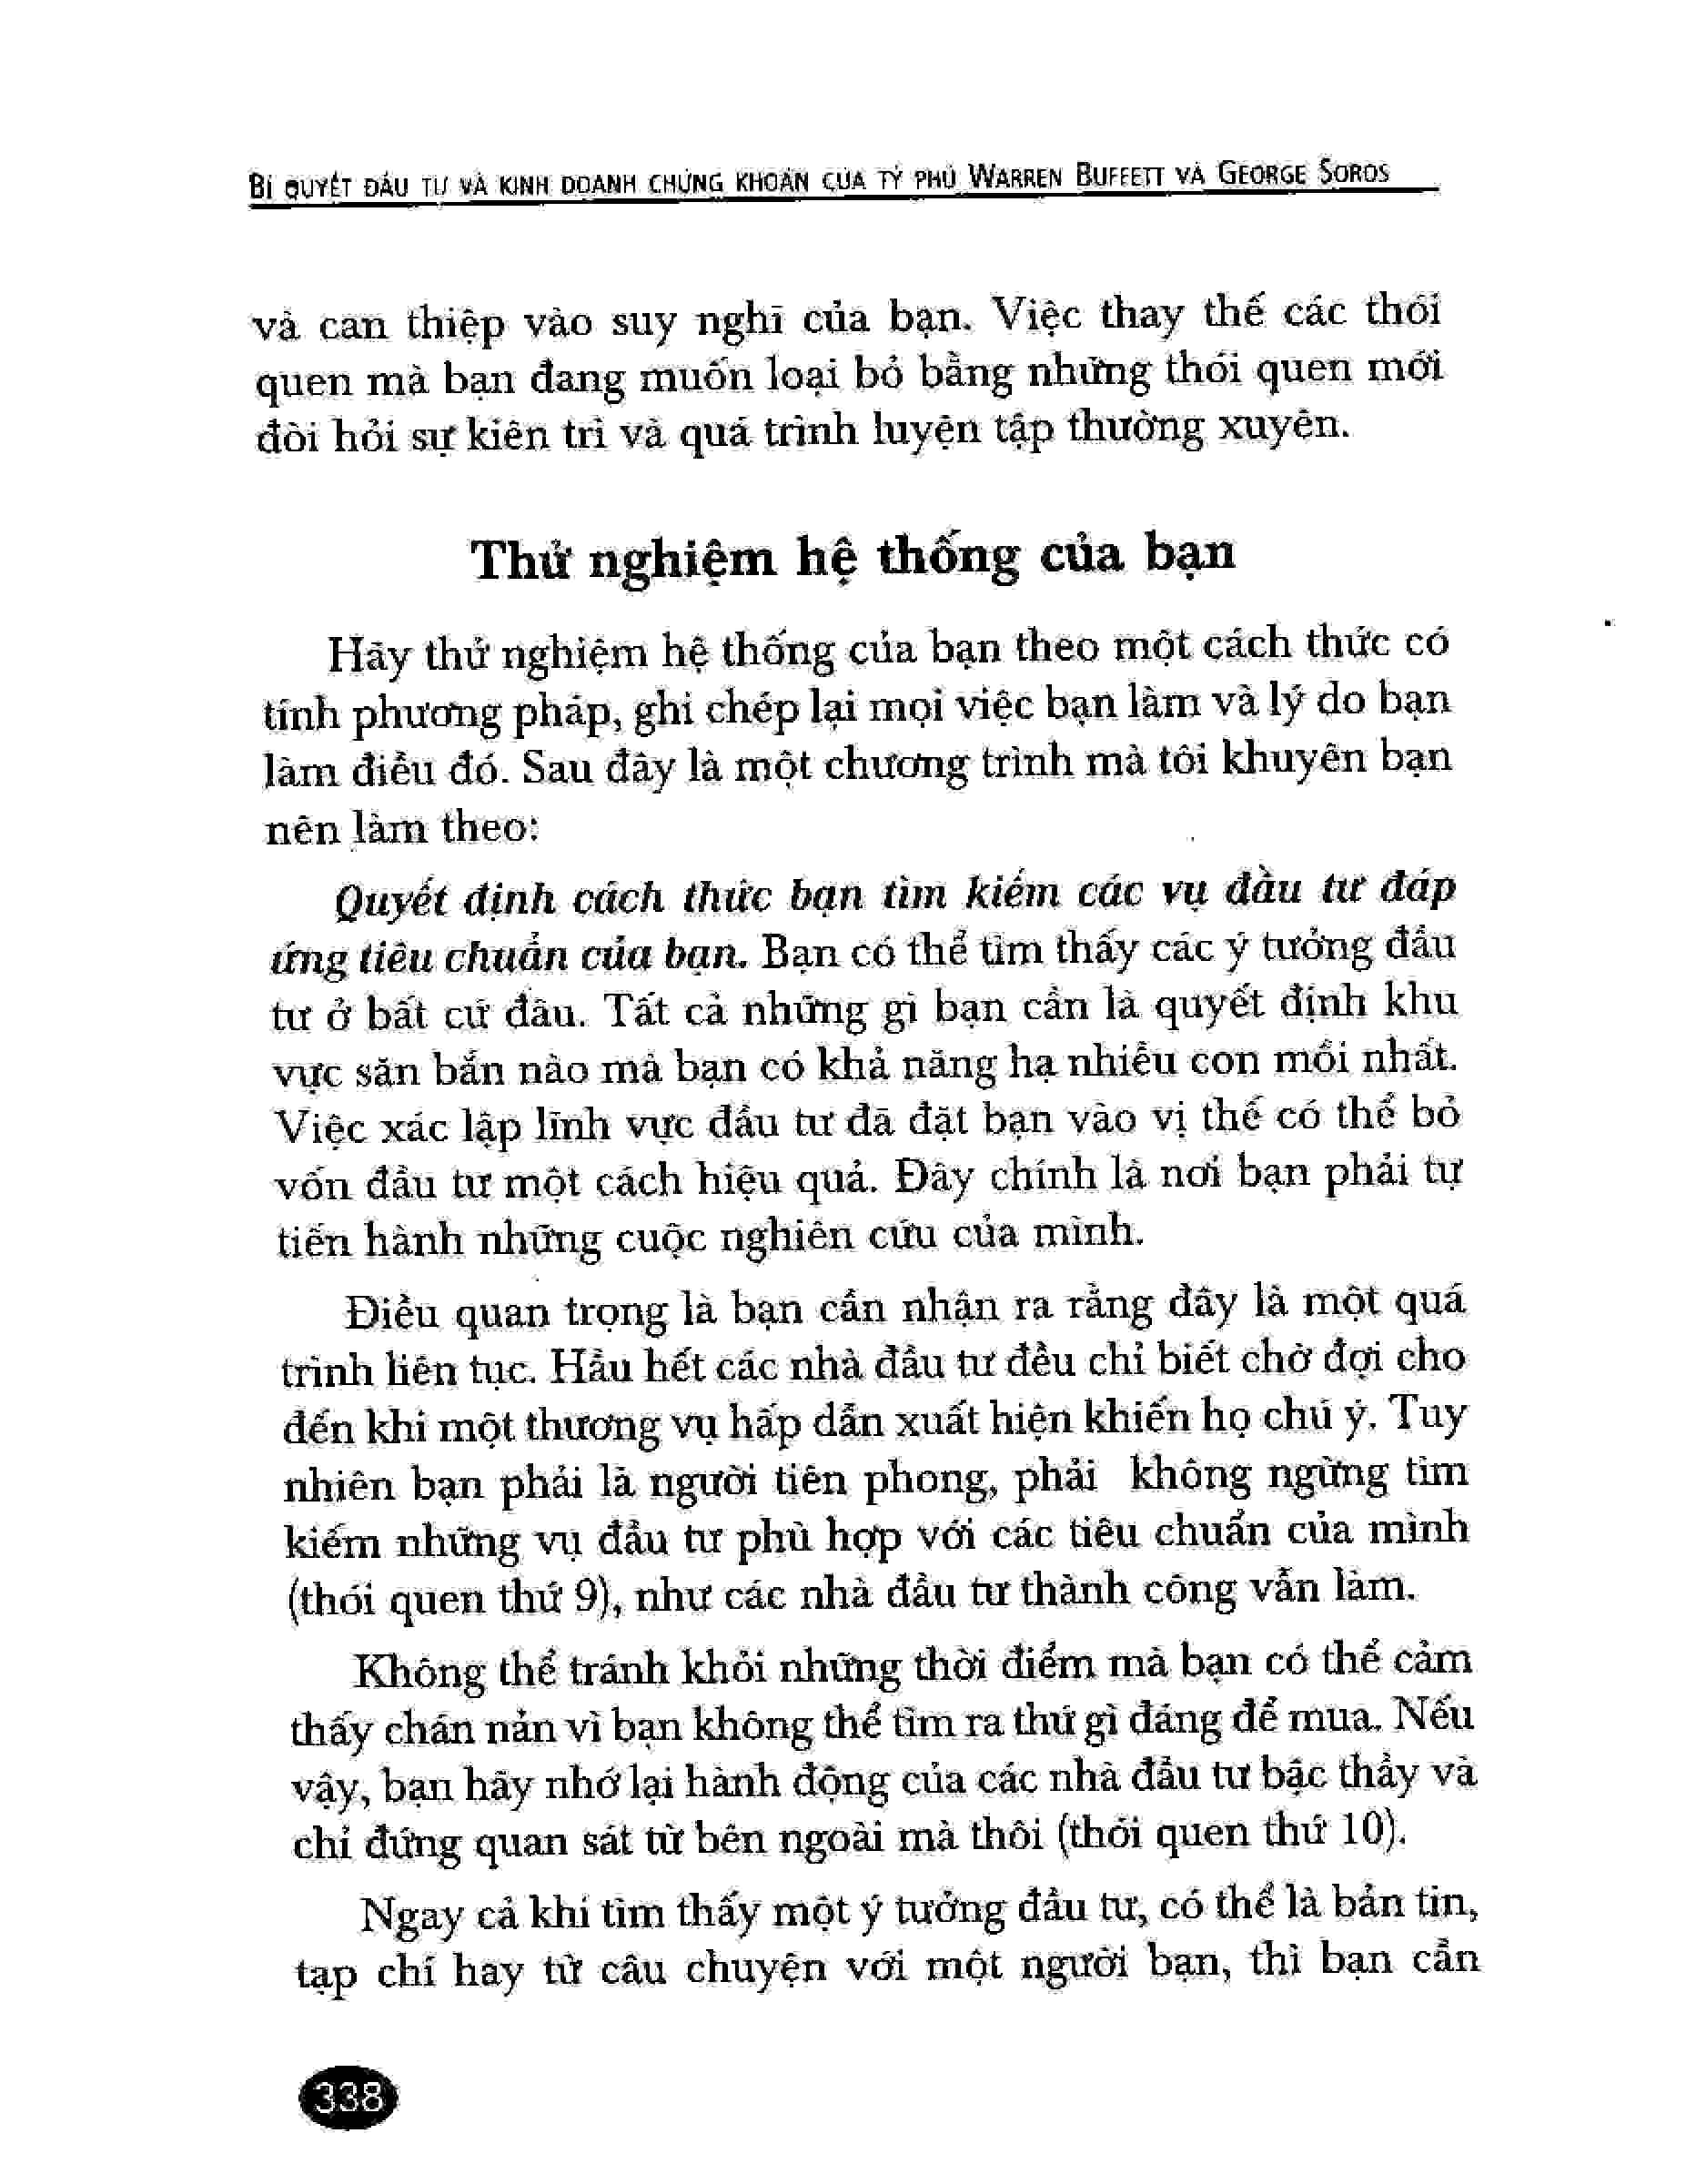 BÍ QUYẾT ĐẦU TƯ VÀ KINH DOANH CHỨNG KHOÁN CỦA TỶ PHÚ WARREN BUFFETT VÀ GEORGE SOROS
và can thiệp vào suy nghĩ của bạn. Việc thay thế các thói
quen mà bạn đang muốn loại bỏ bằng những thói quen mới
đòi hỏi sự kiên trì và quá trình luyện tập thường xuyên.
Thử nghiệm hệ thống của bạn
Hãy thử nghiệm hệ thống của bạn theo một cách thức có
tính phương pháp, ghi chép lại mọi việc bạn làm và lý do bạn
làm điều đó. Sau đây là một chương trình mà tôi khuyên bạn
nên làm theo:
Quyết định cách thức bạn tìm kiếm các vụ đầu tư đáp
ứng tiêu chuẩn của bạn. Bạn có thể tìm thấy các ý tưởng đầu
tư ở bất cứ đâu. Tất cả những gì bạn cần là quyết định khu
vực săn bắn nào mà bạn có khả năng hạ nhiều con mồi nhất.
Việc xác lập lĩnh vực đầu tư đã đặt bạn vào vị thế có thể bỏ
vốn đầu tư một cách hiệu quả. Đây chính là nơi bạn phải tự
tiến hành những cuộc nghiên cứu của mình.
Điều quan trọng là bạn cần nhận ra rằng đây là một quá
trình liên tục. Hầu hết các nhà đầu tư đều chỉ biết chờ đợi cho
đến khi một thương vụ hấp dẫn xuất hiện khiến họ chú ý. Tuy
nhiên bạn phải là người tiên phong, phải không ngừng tìm
kiếm những vụ đầu tư phù hợp với các tiêu chuẩn của mình
(thói quen thứ 9), như các nhà đầu tư thành công vẫn làm.
Không thể tránh khỏi những thời điểm mà bạn có thể cảm
thấy chán nản vì bạn không thể tìm ra thứ gì đáng để mua. Nếu
vậy, bạn hãy nhớ lại hành động của các nhà đầu tư bậc thầy và
chỉ đứng quan sát từ bên ngoài mà thôi (thói quen thứ 10).
Ngay cả khi tìm thấy một ý tưởng đầu tư, có thể là bản tin,
tạp chí hay từ câu chuyện với một người bạn, thì bạn cần
338